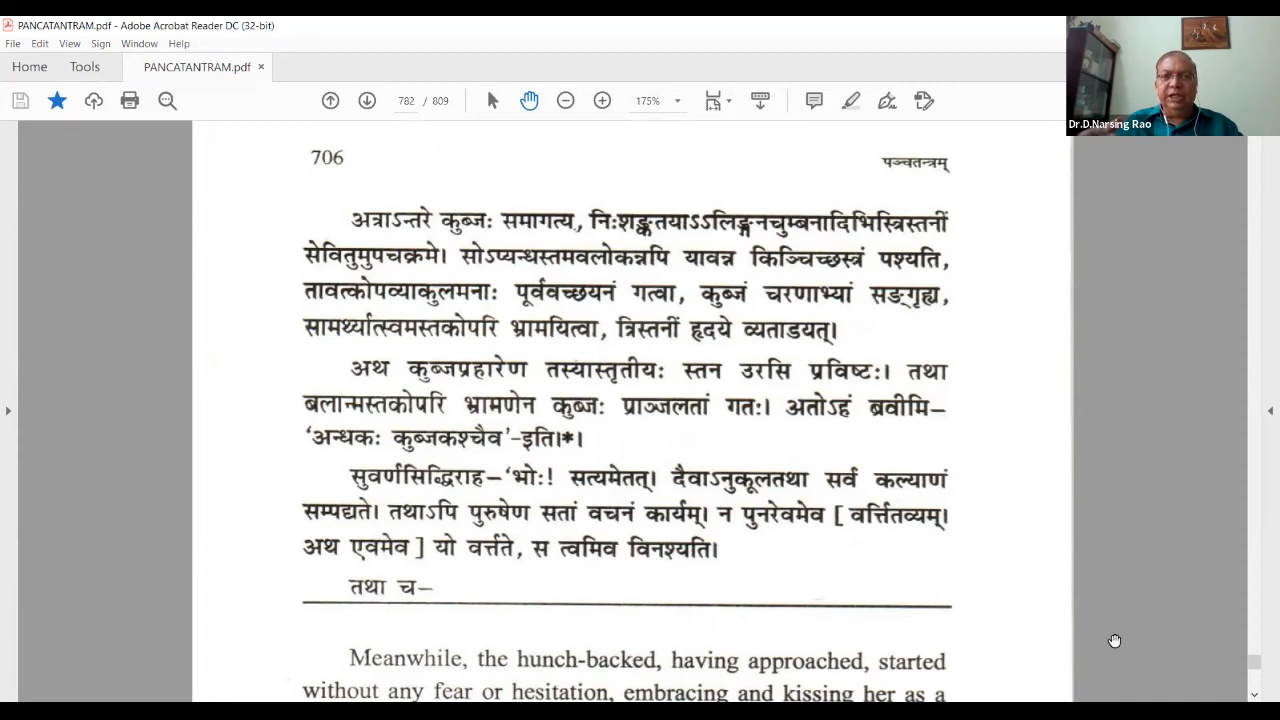 PANCATANTRAM.pdf - Adobe Acrobat Reader DC (32-bit)
File Edit View Sign Window Help
Home Tools PANCATANTRAM.pdf ×
782 / 809 175%
Dr.D.Narsing Rao
706 पञ्चतन्त्रम्
अत्राऽन्तरे कुब्जः समागत्य, निःशङ्कतयाऽऽलिङ्गनचुम्बनादिभिस्त्रिस्तनीं
सेवितुमुपचक्रमे। सोऽप्यन्धस्तमवलोकन्नपि यावन्न किञ्चिच्छस्त्रं पश्यति,
तावत्कोपव्याकुलमनाः पूर्ववच्छयनं गत्वा, कुब्जं चरणाभ्यां सङ्गृह्य,
सामर्थ्यात्स्वमस्तकोपरि भ्रामयित्वा, त्रिस्तनीं हृदये व्यताडयत्।
अथ कुब्जप्रहारेण तस्यास्तृतीयः स्तन उरसि प्रविष्टः। तथा
बलान्मस्तकोपरि भ्रामणेन कुब्जः प्राञ्जलतां गतः। अतोऽहं ब्रवीमि–
‘अन्धकः कुब्जकश्चैव’-इति।*।
सुवर्णसिद्धिराह–‘भोः! सत्यमेतत्। दैवाऽनुकूलतथा सर्व कल्याणं
सम्पद्यते। तथाऽपि पुरुषेण सतां वचनं कार्यम्। न पुनरेवमेव [ वर्त्तितव्यम्।
अथ एवमेव ] यो वर्त्तते, स त्वमिव विनश्यति।
तथा च–
Meanwhile, the hunch-backed, having approached, started
without any fear or hesitation, embracing and kissing her as a